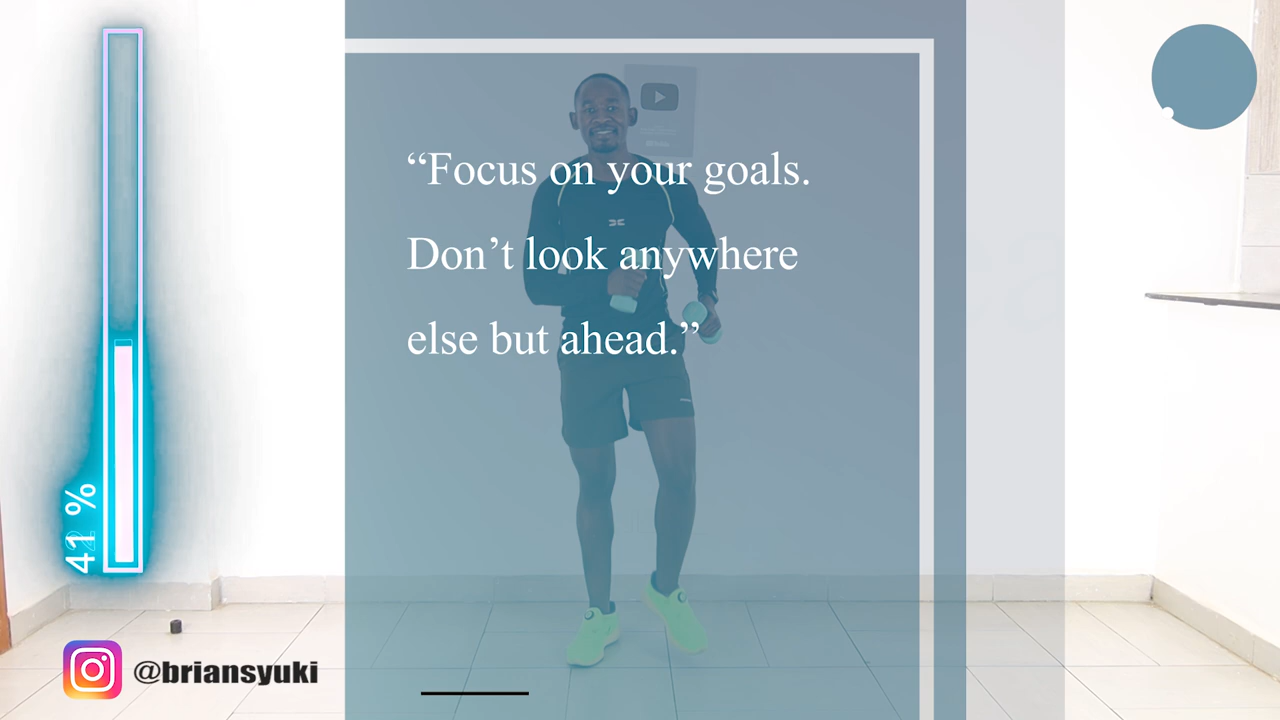 “Focus on your goals.
Don’t look anywhere
else but ahead.”
41 %
@briansyuki